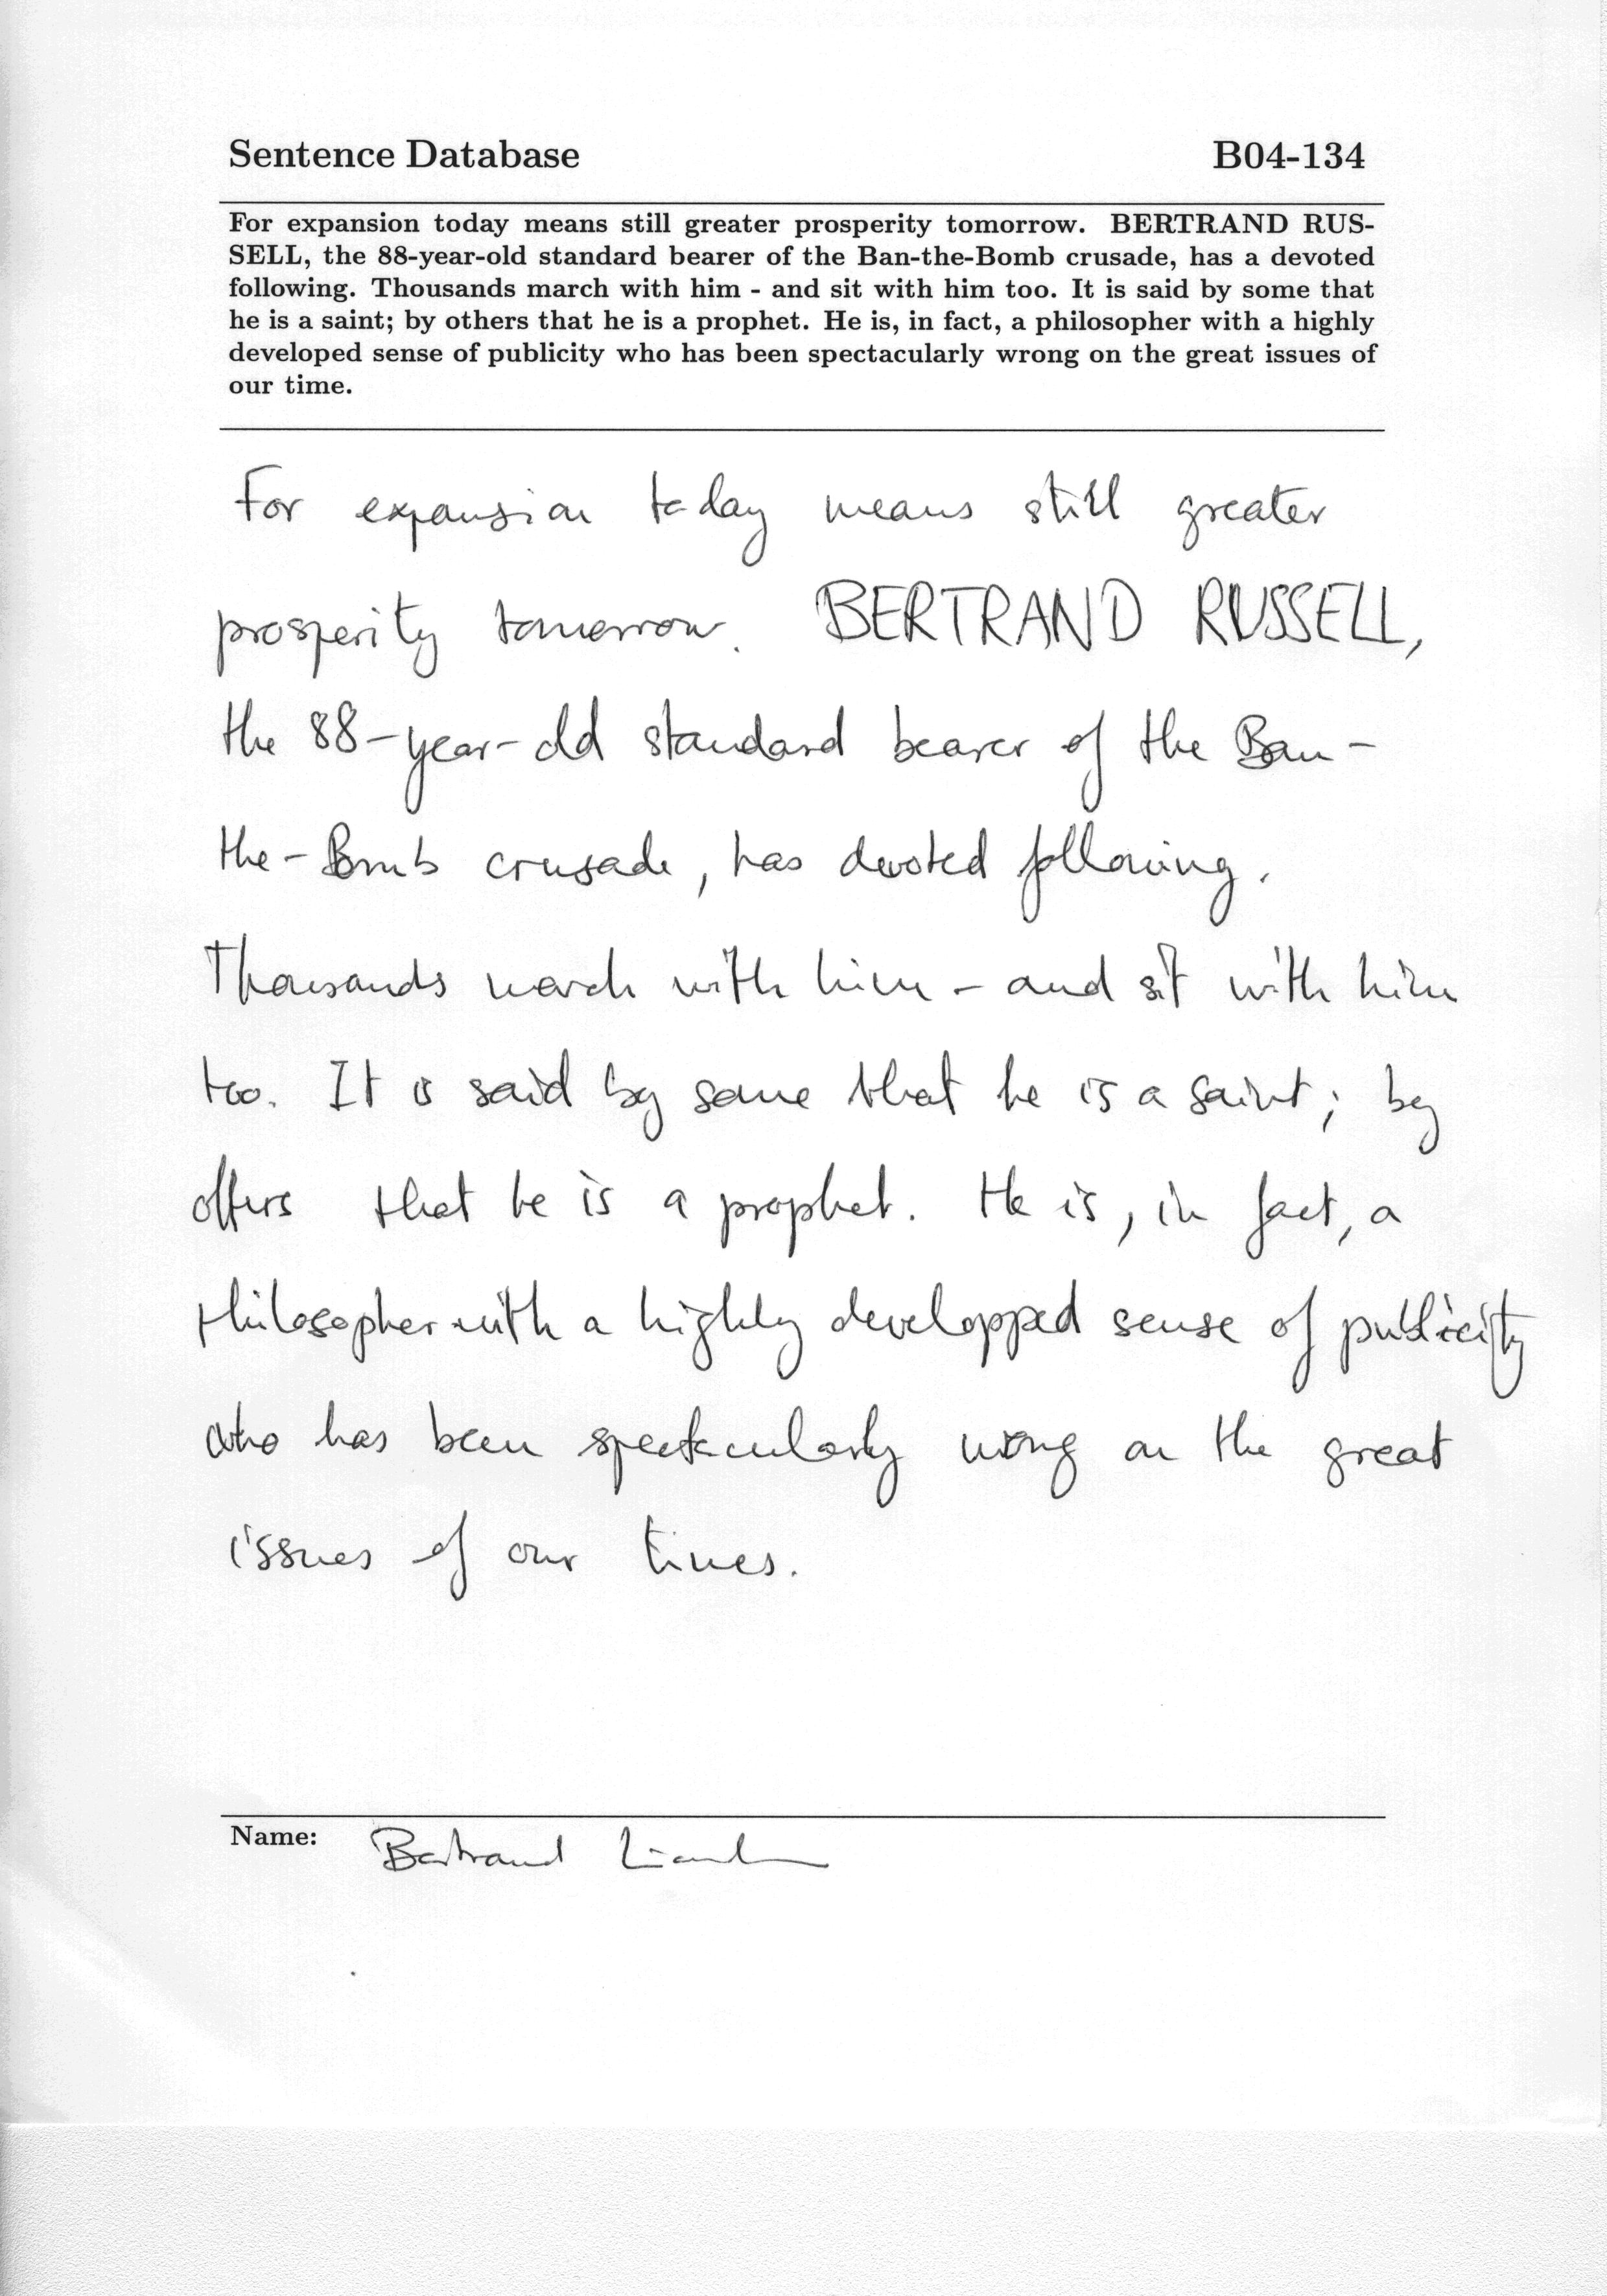 Sentence Database B04-134
For expansion today means still greater prosperity tomorrow. BERTRAND RUS-
SELL, the 88-year-old standard bearer of the Ban-the-Bomb crusade, has a devoted
following. Thousands march with him - and sit with him too. It is said by some that
he is a saint; by others that he is a prophet. He is, in fact, a philosopher with a highly
developed sense of publicity who has been spectacularly wrong on the great issues of
our time.
For expansion today means still greater
prosperity tomorrow. BERTRAND RUSSELL,
the 88-year-old standard bearer of the Ban-
the-Bomb crusade, has devoted following.
Thousands march with him - and sit with him
too. It is said by some that he is a saint; by
others that he is a prophet. He is, in fact, a
philosopher with a highly developped sense of publicity
who has been spectacularly wrong on the great
issues of our times.
Name: Bertrand